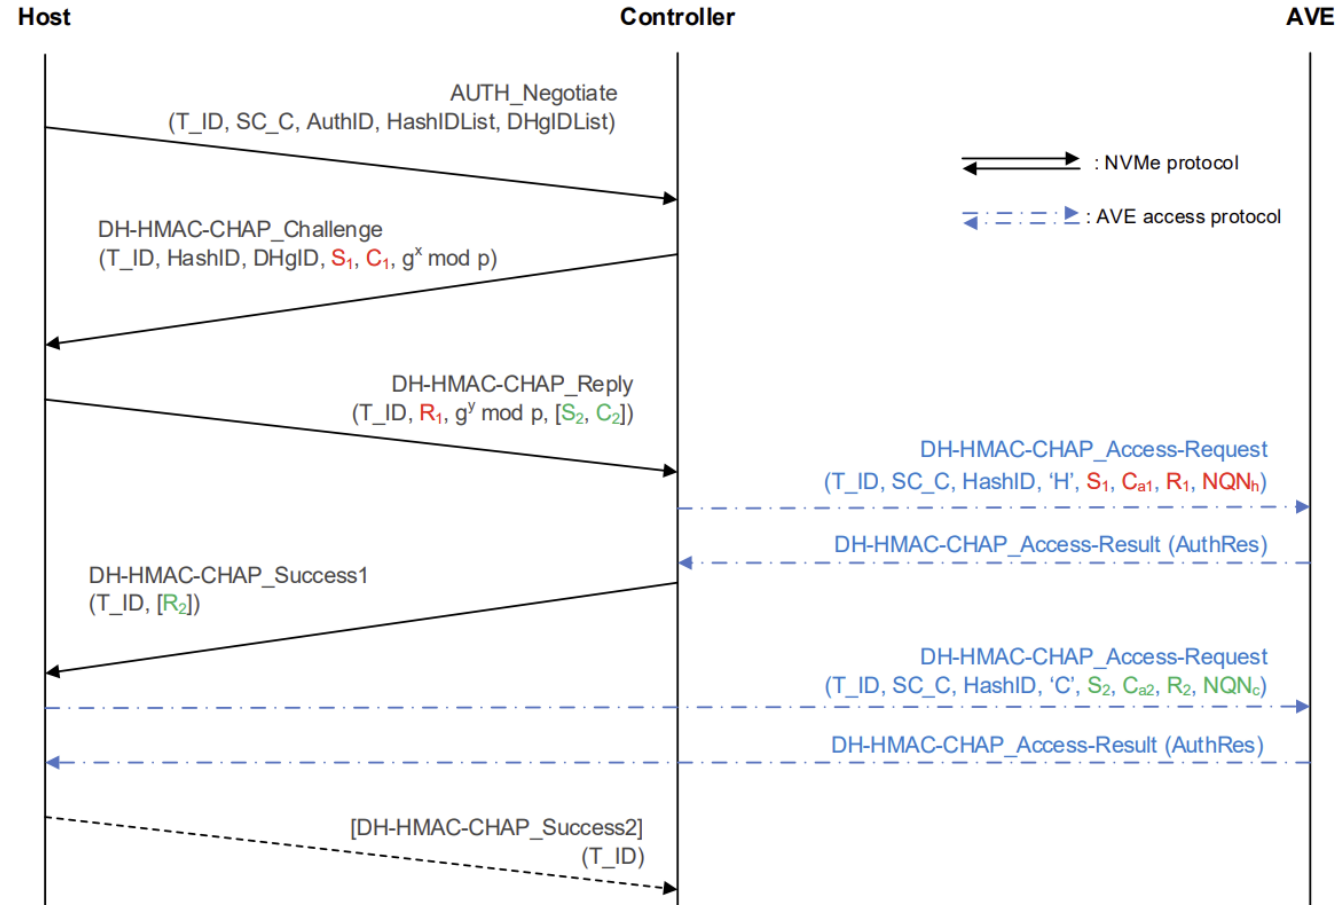 Host Controller AVE
AUTH_Negotiate
(T_ID, SC_C, AuthID, HashIDList, DHgIDList)
: NVMe protocol
: AVE access protocol
DH-HMAC-CHAP_Challenge
(T_ID, HashID, DHgID, S₁, C₁, gˣ mod p)
DH-HMAC-CHAP_Reply
(T_ID, R₁, gʸ mod p, [S₂, C₂])
DH-HMAC-CHAP_Access-Request
(T_ID, SC_C, HashID, ‘H’, S₁, Cₐ₁, R₁, NQNₕ)
DH-HMAC-CHAP_Access-Result (AuthRes)
DH-HMAC-CHAP_Success1
(T_ID, [R₂])
DH-HMAC-CHAP_Access-Request
(T_ID, SC_C, HashID, ‘C’, S₂, Cₐ₂, R₂, NQNc)
DH-HMAC-CHAP_Access-Result (AuthRes)
[DH-HMAC-CHAP_Success2]
(T_ID)